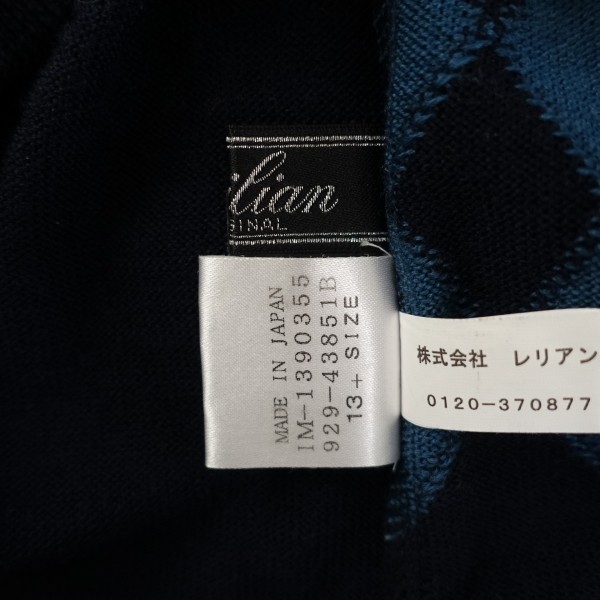 ilian
GINAL
MADE IN JAPAN
IM-1390355
929-43851B
13+ SIZE
株式会社 レリアン
0120-370877